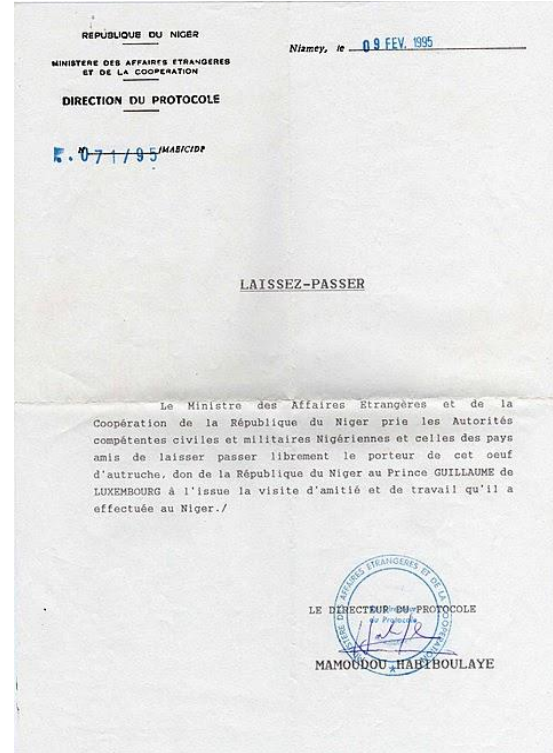 REPUBLIQUE DU NIGER
MINISTERE DES AFFAIRES ETRANGERES
ET DE LA COOPERATION
DIRECTION DU PROTOCOLE
Niamey, le 09 FEV. 1995
071/95/MAE/C/DP
LAISSEZ-PASSER
Le Ministre des Affaires Etrangères et de la
Coopération de la République du Niger prie les Autorités
compétentes civiles et militaires Nigériennes et celles des pays
amis de laisser passer librement le porteur de cet oeuf
d'autruche, don de la République du Niger au Prince GUILLAUME de
LUXEMBOURG à l'issue la visite d'amitié et de travail qu'il a
effectuée au Niger./
MINISTERE DES AFFAIRES ETRANGERES ET DE LA COOPERATION
LE DIRECTEUR DU PROTOCOLE
du Protocole
MAMOUDOU HABIBOULAYE